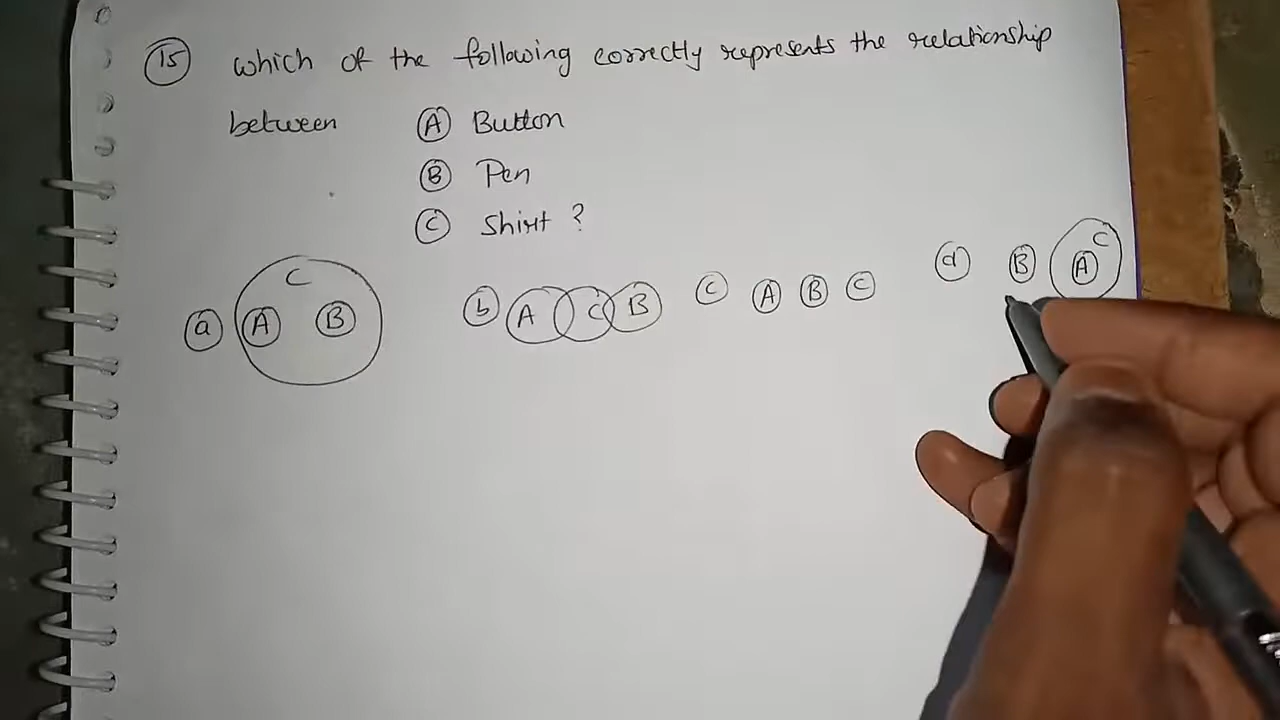 15 which of the following correctly represents the relationship
between A Button
B Pen
C Shirt ?
a C A B b A C B c A B C d B C A